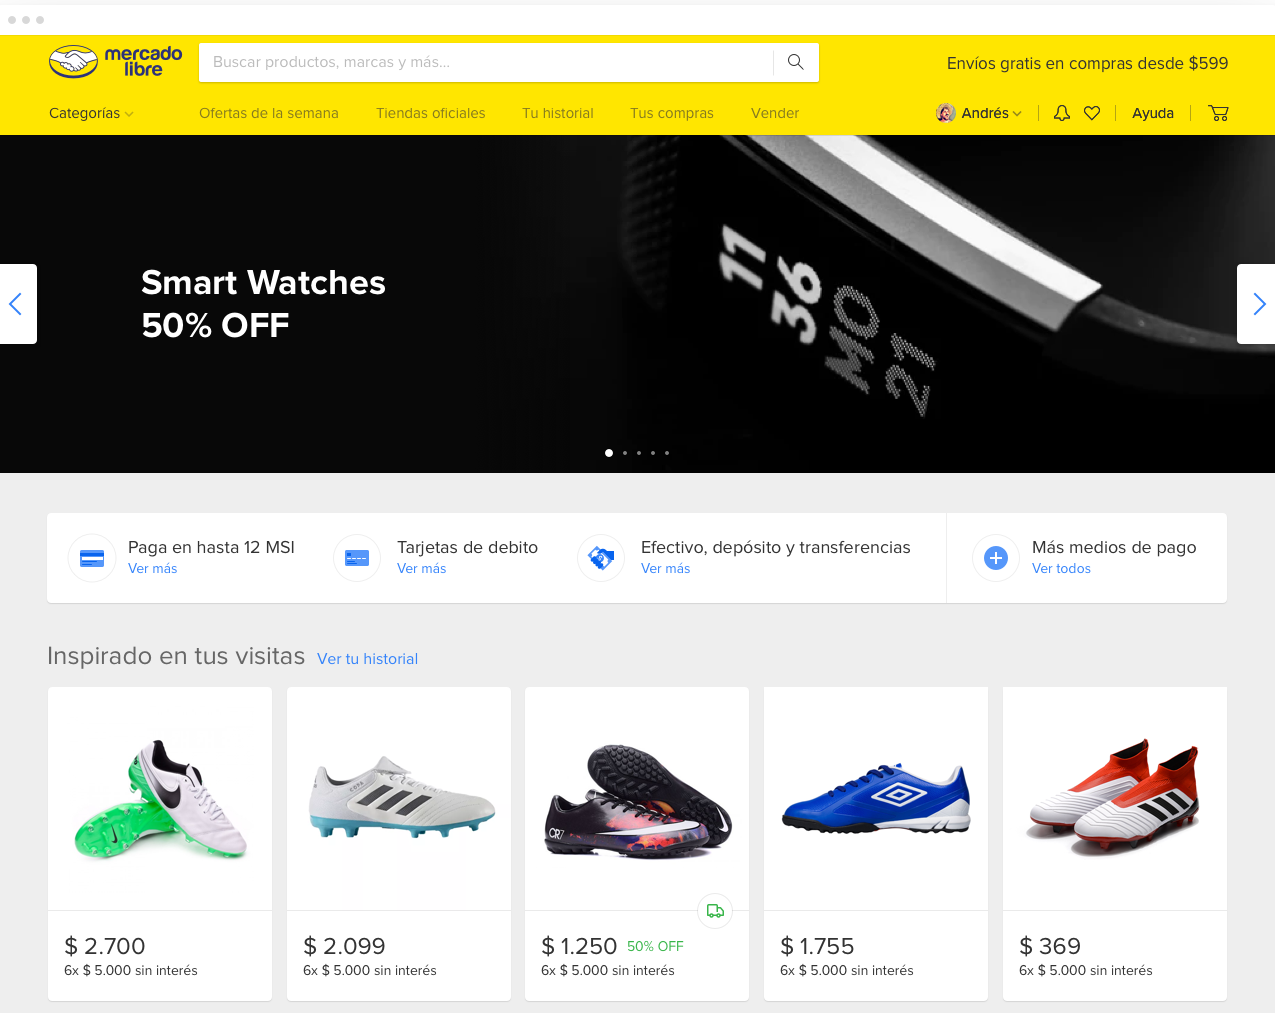 mercado
libre
Buscar productos, marcas y más...
Envíos gratis en compras desde $599
Categorías
Ofertas de la semana
Tiendas oficiales
Tu historial
Tus compras
Vender
Andrés
Ayuda
Smart Watches
50% OFF
11
36
MO
21
Paga en hasta 12 MSI
Ver más
Tarjetas de debito
Ver más
Efectivo, depósito y transferencias
Ver más
Más medios de pago
Ver todos
Inspirado en tus visitas
Ver tu historial
CR7
$ 2.700
6x $ 5.000 sin interés
$ 2.099
6x $ 5.000 sin interés
$ 1.250 50% OFF
6x $ 5.000 sin interés
$ 1.755
6x $ 5.000 sin interés
$ 369
6x $ 5.000 sin interés